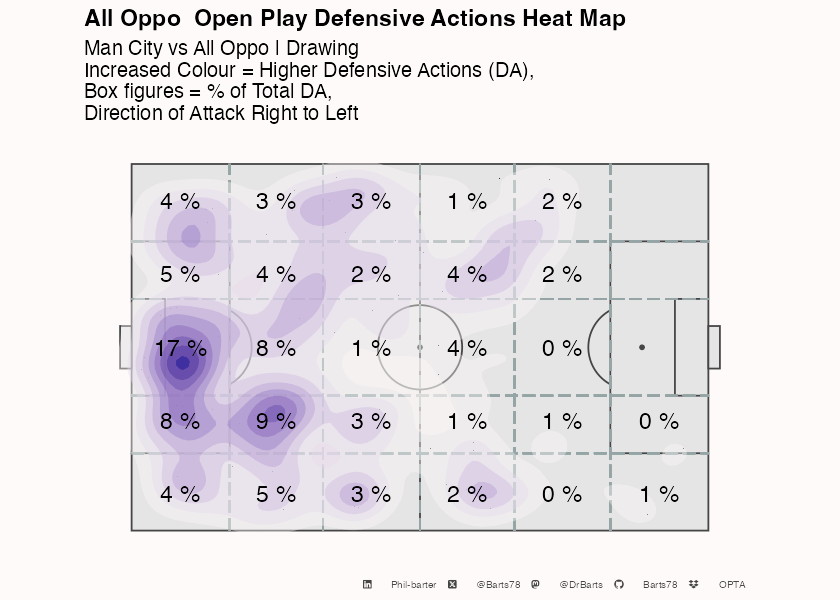 All Oppo  Open Play Defensive Actions Heat Map
Man City vs All Oppo | Drawing
Increased Colour = Higher Defensive Actions (DA),
Box figures = % of Total DA,
Direction of Attack Right to Left
4 % 3 % 3 % 1 % 2 %
5 % 4 % 2 % 4 % 2 %
17 % 8 % 1 % 4 % 0 %
8 % 9 % 3 % 1 % 1 % 0 %
4 % 5 % 3 % 2 % 0 % 1 %
Phil-barter @Barts78 @DrBarts Barts78 OPTA